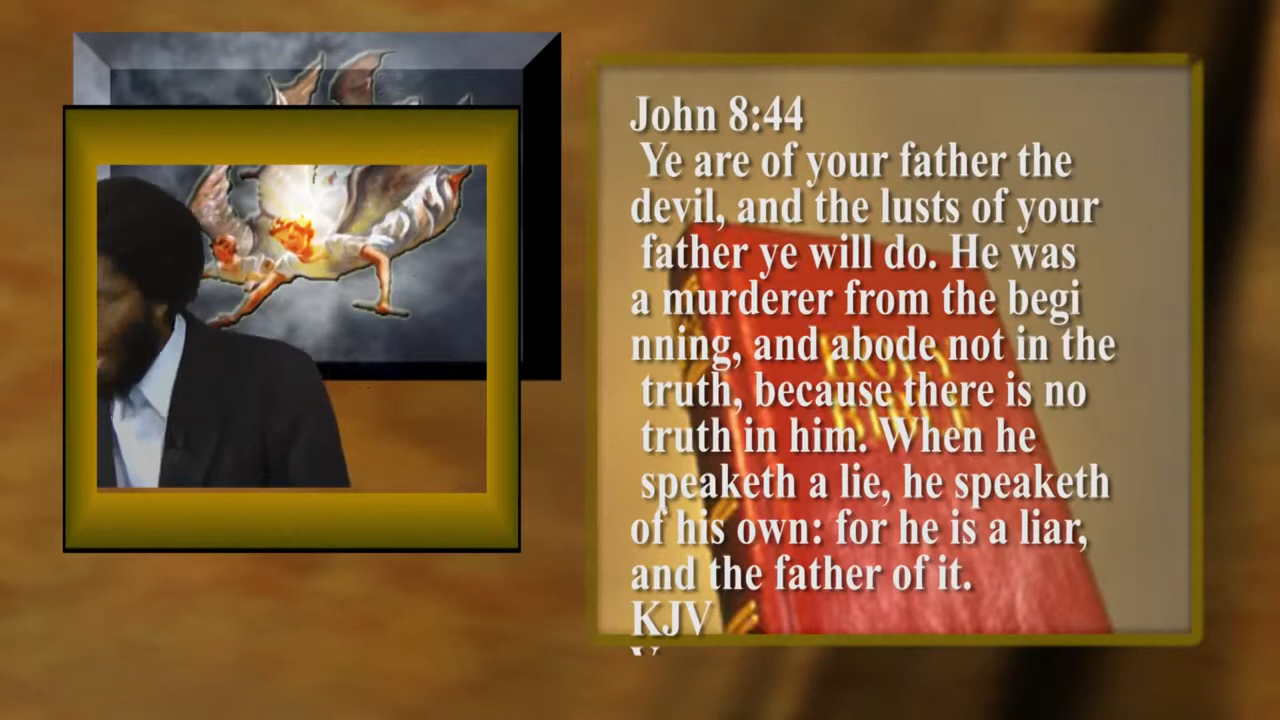 John 8:44
Ye are of your father the
devil, and the lusts of your
father ye will do. He was
a murderer from the begi
nning, and abode not in the
truth, because there is no
truth in him. When he
speaketh a lie, he speaketh
of his own: for he is a liar,
and the father of it.
KJV
HOLY